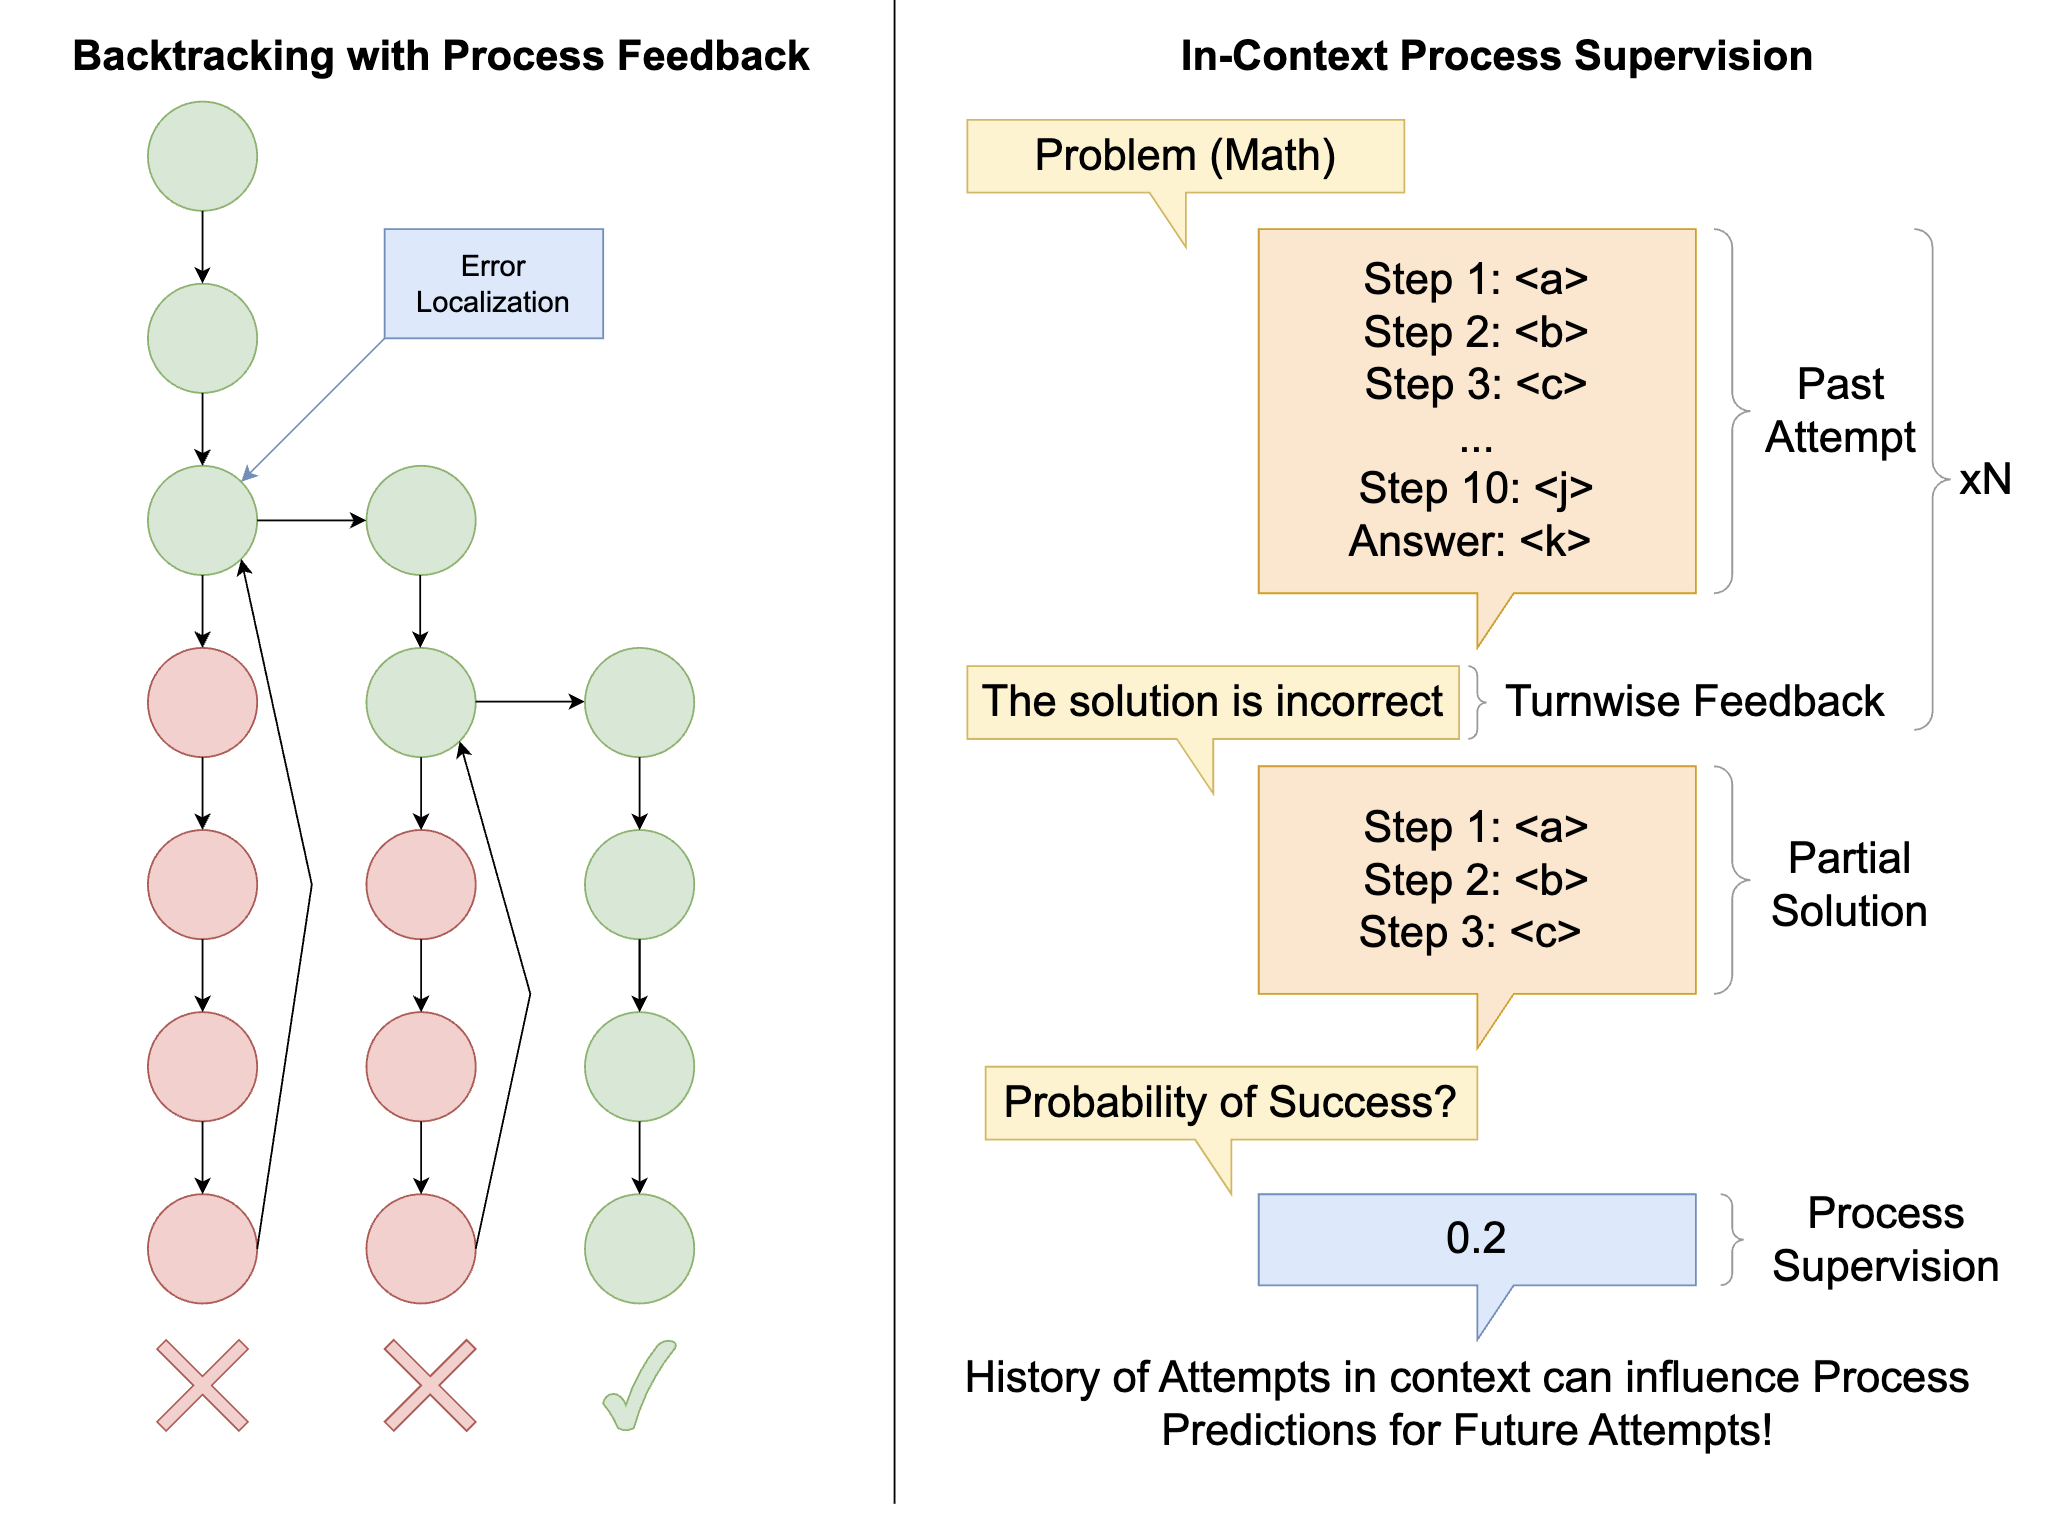 Backtracking with Process Feedback
Error
Localization
In-Context Process Supervision
Problem (Math)
Step 1: <a>
Step 2: <b>
Step 3: <c>
...
Step 10: <j>
Answer: <k>
Past
Attempt
xN
The solution is incorrect
Turnwise Feedback
Step 1: <a>
Step 2: <b>
Step 3: <c>
Partial
Solution
Probability of Success?
0.2
Process
Supervision
History of Attempts in context can influence Process
Predictions for Future Attempts!